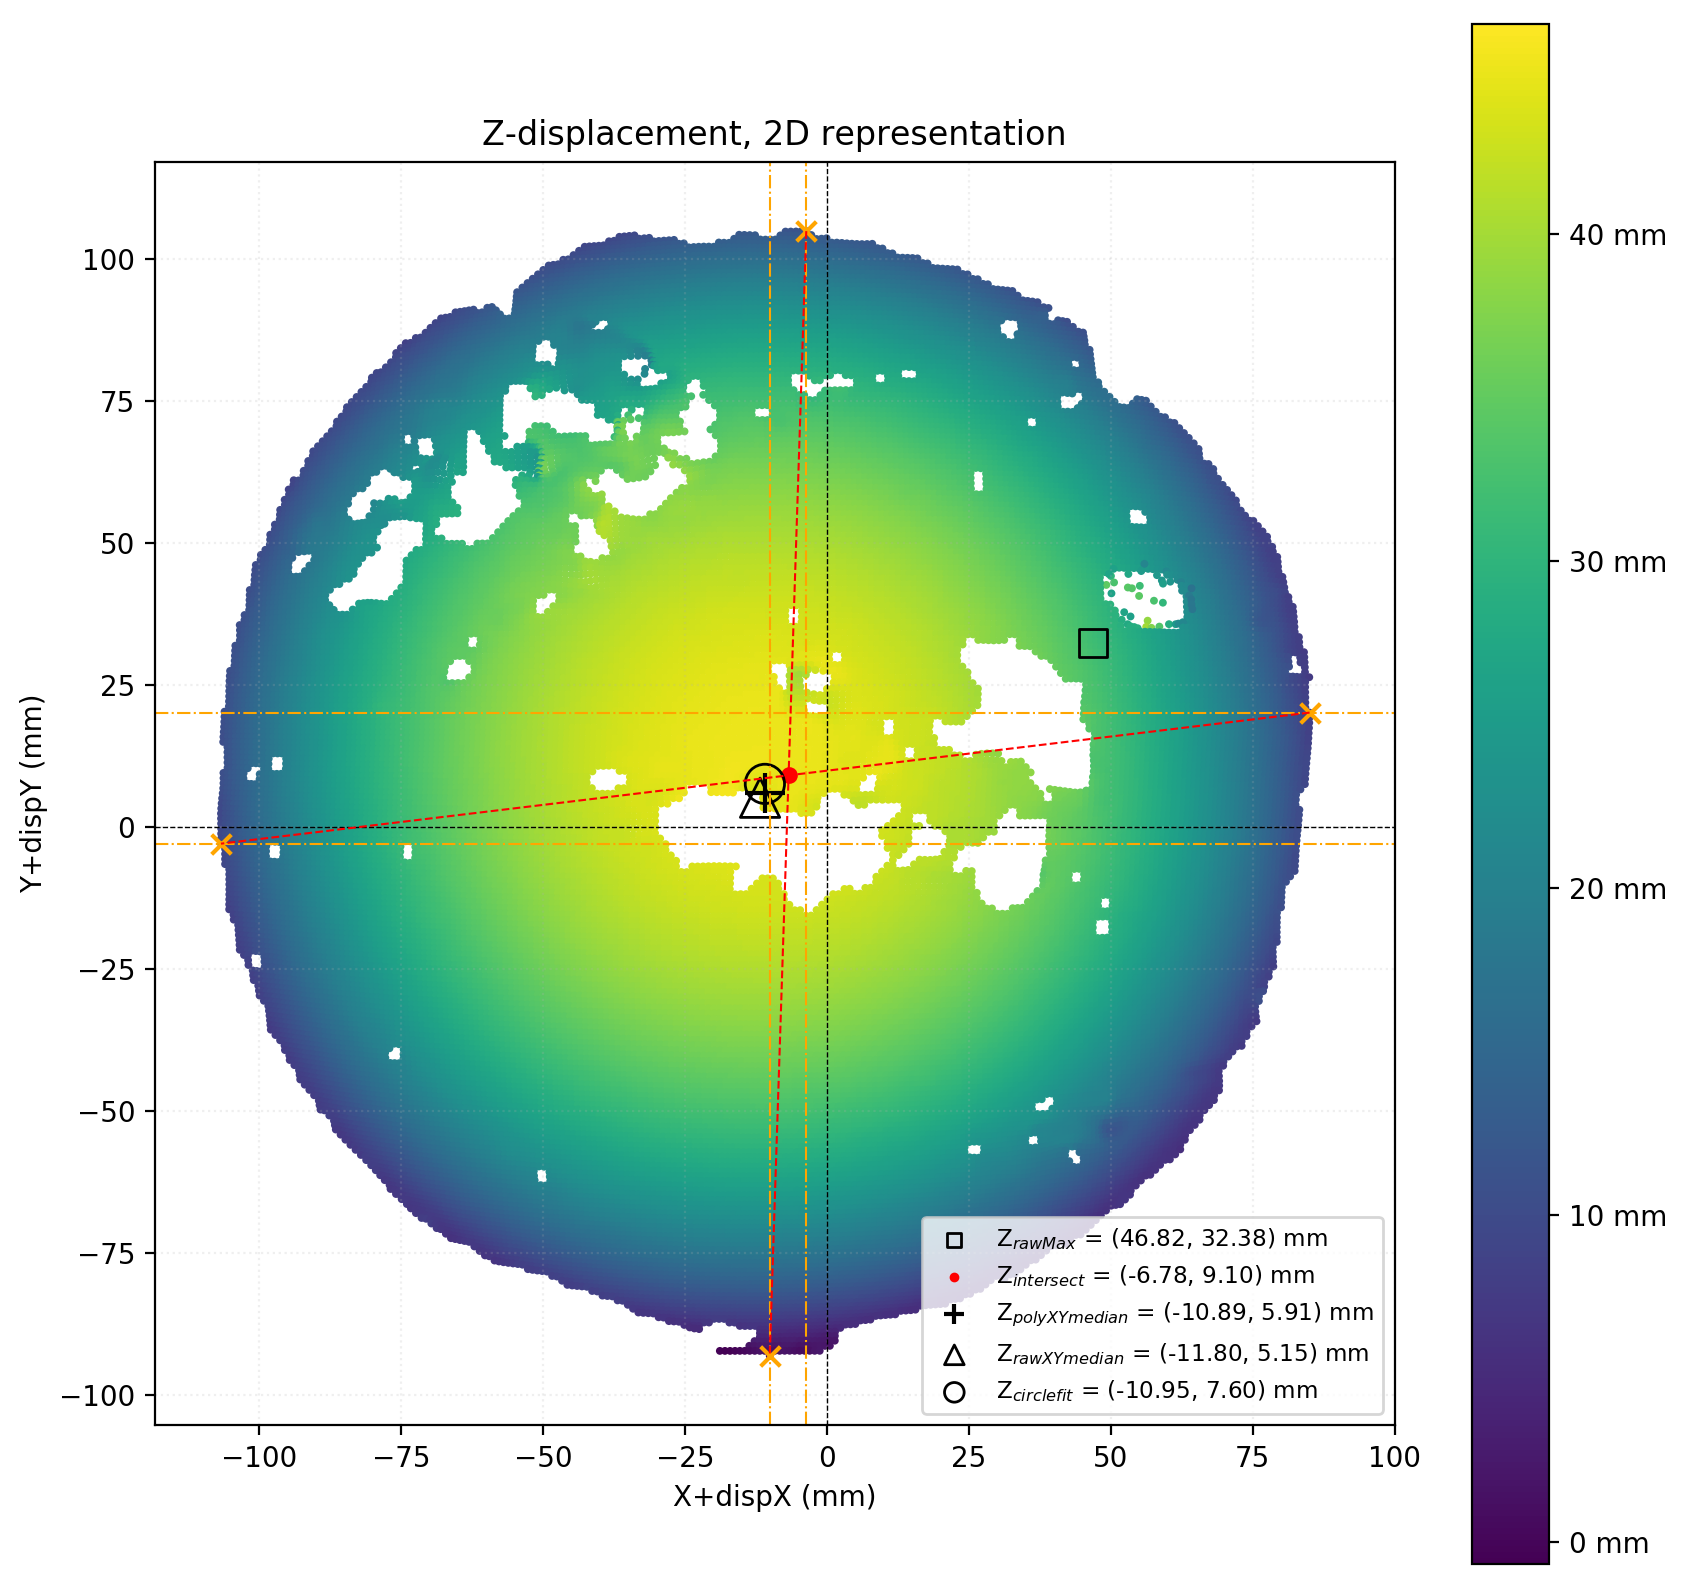 Z-displacement, 2D representation
100
75
50
25
0
−25
−50
−75
−100
Y+dispY (mm)
−100
−75
−50
−25
0
25
50
75
100
X+dispX (mm)
40 mm
30 mm
20 mm
10 mm
0 mm
Z_rawMax = (46.82, 32.38) mm
Z_intersect = (-6.78, 9.10) mm
Z_polyXYmedian = (-10.89, 5.91) mm
Z_rawXYmedian = (-11.80, 5.15) mm
Z_circlefit = (-10.95, 7.60) mm